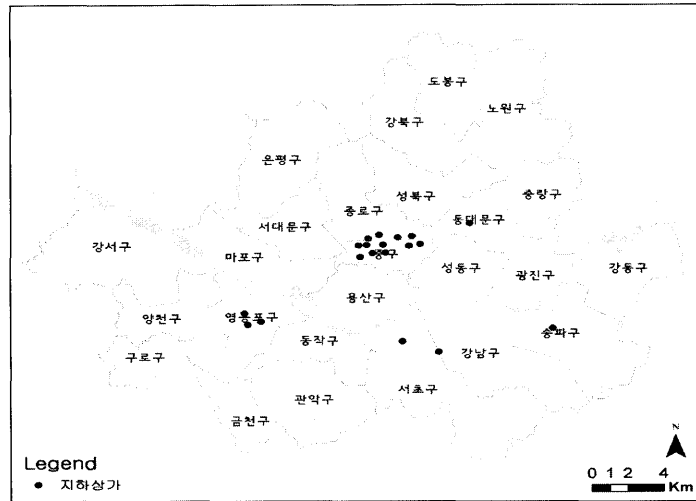 도봉구
노원구
강북구
은평구
성북구
중랑구
종로구
동대문구
서대문구
강서구
마포구
중구
성동구
광진구
강동구
용산구
양천구
영등포구
송파구
동작구
강남구
구로구
서초구
관악구
금천구
N
Legend
지하상가
0 1 2 4
Km